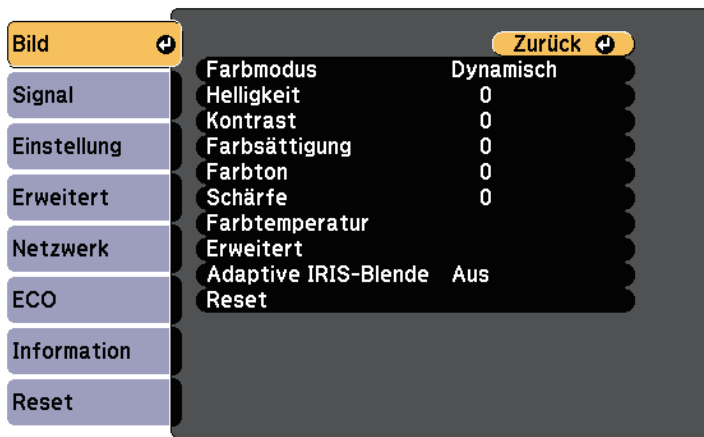 Bild
Signal
Einstellung
Erweitert
Netzwerk
ECO
Information
Reset
Zurück
Farbmodus Dynamisch
Helligkeit 0
Kontrast 0
Farbsättigung 0
Farbton 0
Schärfe 0
Farbtemperatur
Erweitert
Adaptive IRIS-Blende Aus
Reset